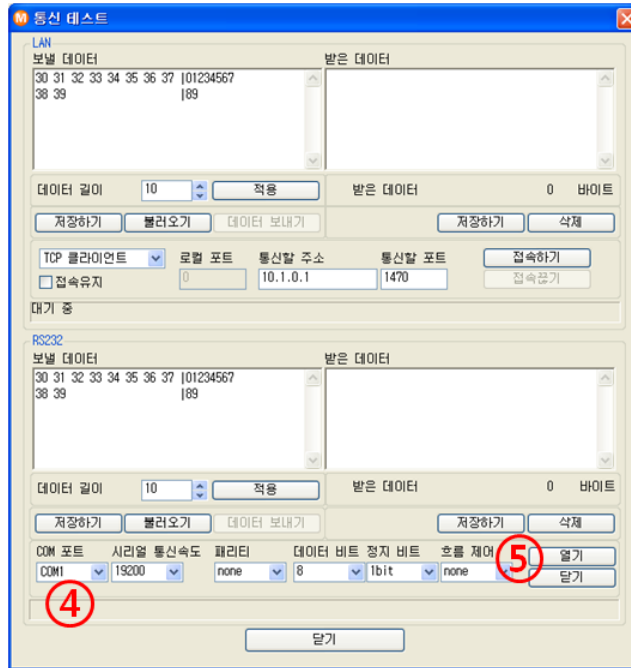 통신 테스트
LAN
보낼 데이터 받은 데이터
30 31 32 33 34 35 36 37 |01234567
38 39 |89
데이터 길이 10 적용 받은 데이터 0 바이트
저장하기 불러오기 데이터 보내기 저장하기 삭제
TCP 클라이언트 로컬 포트 통신할 주소 통신할 포트 접속하기
접속유지 0 10.1.0.1 1470 접속끊기
대기 중
RS232
보낼 데이터 받은 데이터
30 31 32 33 34 35 36 37 |01234567
38 39 |89
데이터 길이 10 적용 받은 데이터 0 바이트
저장하기 불러오기 데이터 보내기 저장하기 삭제
COM 포트 시리얼 통신속도 패리티 데이터 비트 정지 비트 흐름 제어 ⑤ 열기
COM1 19200 none 8 1bit none 닫기
④
닫기